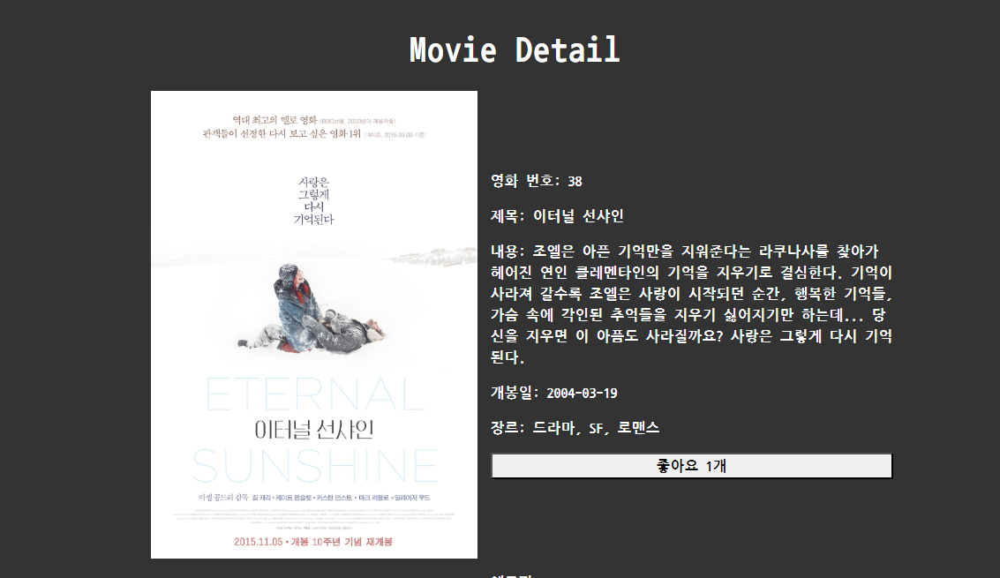 Movie Detail
역대 최고의 멜로 영화
관객들이 선정한 다시 보고 싶은 영화 1위
사랑은
그렇게
다시
기억된다
ETERNAL
이터널 선샤인
SUNSHINE
미셸 공드리 감독 짐 캐리 • 케이트 윈슬렛 • 커스틴 던스트 • 마크 러팔로 • 일라이저 우드
2015.11.05 • 개봉 10주년 기념 재개봉
영화 번호: 38
제목: 이터널 선샤인
내용: 조엘은 아픈 기억만을 지워준다는 라쿠나사를 찾아가
헤어진 연인 클레멘타인의 기억을 지우기로 결심한다. 기억이
사라져 갈수록 조엘은 사랑이 시작되던 순간, 행복한 기억들,
가슴 속에 각인된 추억들을 지우기 싫어지기만 하는데... 당
신을 지우면 이 아픔도 사라질까요? 사랑은 그렇게 다시 기억
된다.
개봉일: 2004-03-19
장르: 드라마, SF, 로맨스
좋아요 1개